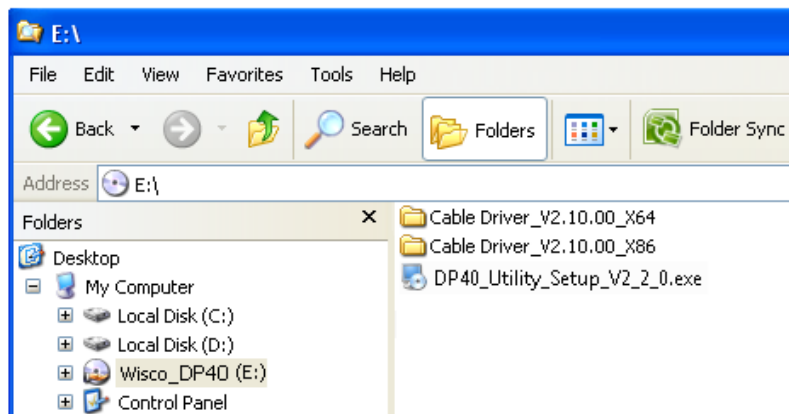 E:\
File Edit View Favorites Tools Help
Back Search Folders Folder Sync
Address E:\
Folders x
Desktop
My Computer
Local Disk (C:)
Local Disk (D:)
Wisco_DP40 (E:)
Control Panel
Cable Driver_V2.10.00_X64
Cable Driver_V2.10.00_X86
DP40_Utility_Setup_V2_2_0.exe